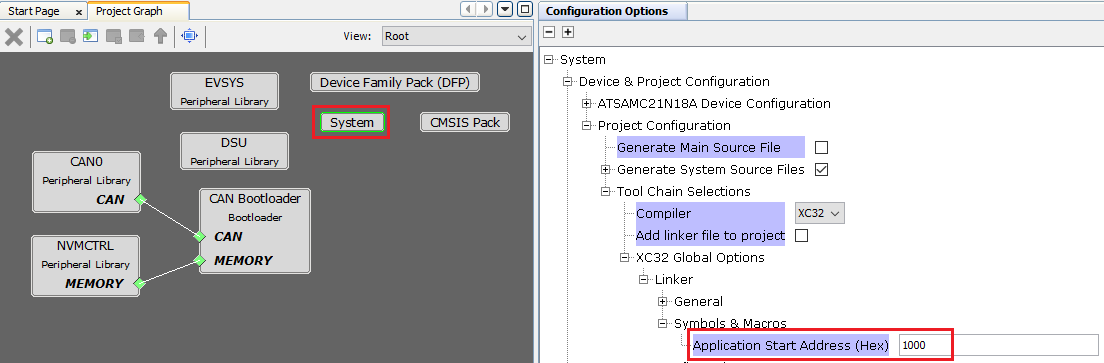 Start Page
Project Graph
View:
Root
EVSYS
Peripheral Library
Device Family Pack (DFP)
System
CMSIS Pack
DSU
Peripheral Library
CAN0
Peripheral Library
CAN
CAN Bootloader
Bootloader
CAN
MEMORY
NVMCTRL
Peripheral Library
MEMORY
Configuration Options
System
Device & Project Configuration
ATSAMC21N18A Device Configuration
Project Configuration
Generate Main Source File
Generate System Source Files
Tool Chain Selections
Compiler
XC32
Add linker file to project
XC32 Global Options
Linker
General
Symbols & Macros
Application Start Address (Hex)
1000